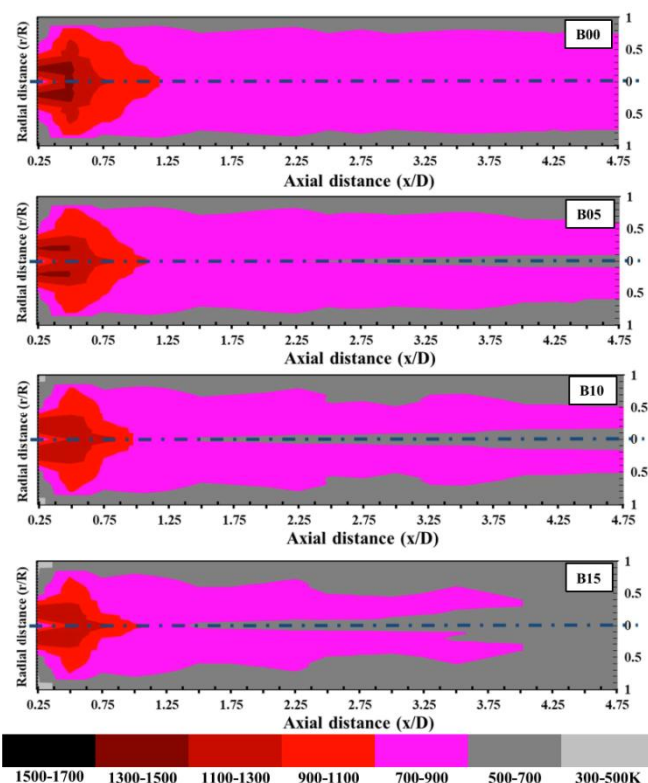 B00
Radial distance (r/R)
1
0.5
0
0.5
1
0.25 0.75 1.25 1.75 2.25 2.75 3.25 3.75 4.25 4.75
Axial distance (x/D)
B05
Radial distance (r/R)
1
0.5
0
0.5
1
0.25 0.75 1.25 1.75 2.25 2.75 3.25 3.75 4.25 4.75
Axial distance (x/D)
B10
Radial distance (r/R)
1
0.5
0
0.5
1
0.25 0.75 1.25 1.75 2.25 2.75 3.25 3.75 4.25 4.75
Axial distance (x/D)
B15
Radial distance (r/R)
1
0.5
0
0.5
1
0.25 0.75 1.25 1.75 2.25 2.75 3.25 3.75 4.25 4.75
Axial distance (x/D)
1500-1700 1300-1500 1100-1300 900-1100 700-900 500-700 300-500K